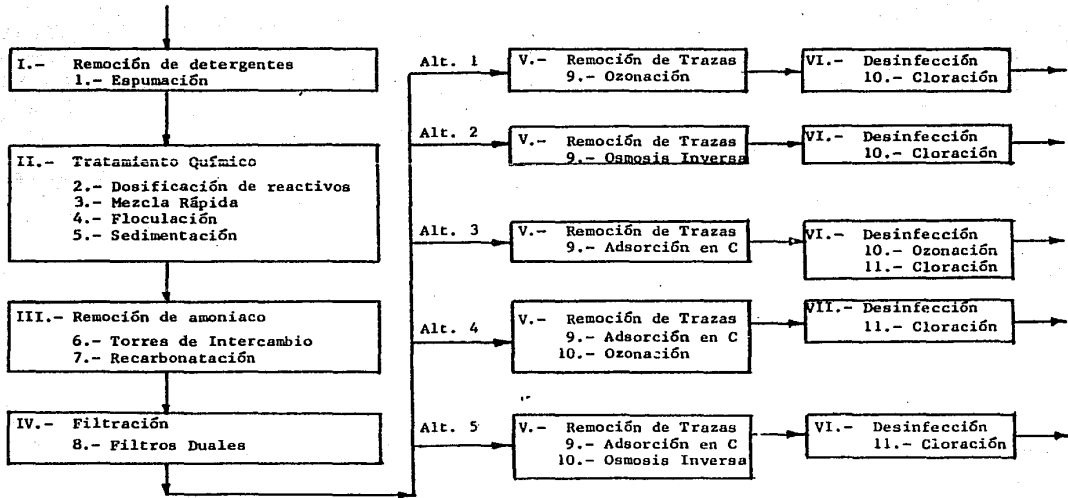 I.- Remoción de detergentes
1.- Espumación
II.- Tratamiento Químico
2.- Dosificación de reactivos
3.- Mezcla Rápida
4.- Floculación
5.- Sedimentación
III.- Remoción de amoniaco
6.- Torres de Intercambio
7.- Recarbonatación
IV.- Filtración
8.- Filtros Duales
Alt. 1
V.- Remoción de Trazas
9.- Ozonación
VI.- Desinfección
10.- Cloración
Alt. 2
V.- Remoción de Trazas
9.- Osmosis Inversa
VI.- Desinfección
10.- Cloración
Alt. 3
V.- Remoción de Trazas
9.- Adsorción en C
VI.- Desinfección
10.- Ozonación
11.- Cloración
Alt. 4
V.- Remoción de Trazas
9.- Adsorción en C
10.- Ozonación
VII.- Desinfección
11.- Cloración
Alt. 5
V.- Remoción de Trazas
9.- Adsorción en C
10.- Osmosis Inversa
VI.- Desinfección
11.- Cloración